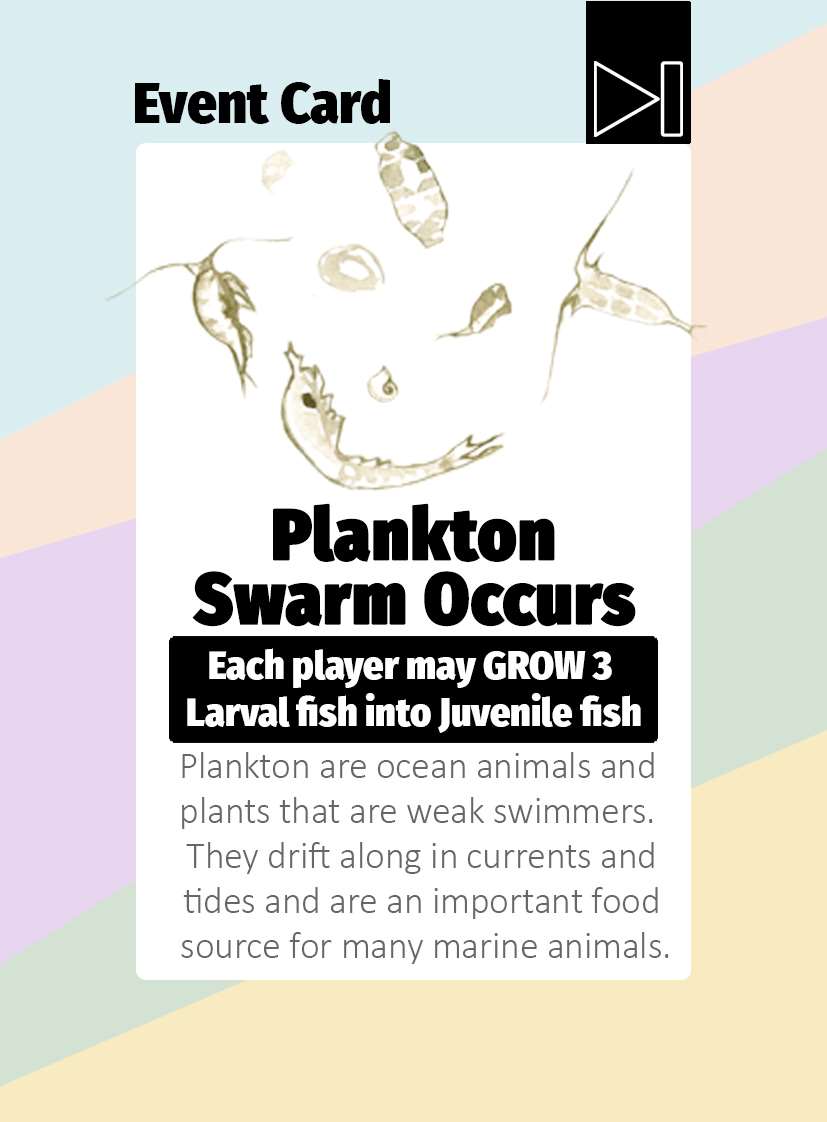 Event Card
Plankton
Swarm Occurs
Each player may GROW 3
Larval fish into Juvenile fish
Plankton are ocean animals and
plants that are weak swimmers.
They drift along in currents and
tides and are an important food
source for many marine animals.